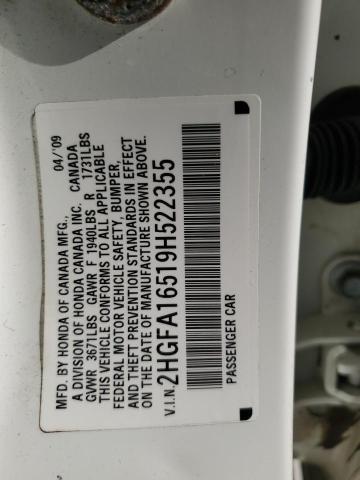 MFD. BY HONDA OF CANADA MFG., 04/'09
A DIVISION OF HONDA CANADA INC. CANADA
GVWR 3671LBS GAWR F 1940LBS R 1731LBS
THIS VEHICLE CONFORMS TO ALL APPLICABLE
FEDERAL MOTOR VEHICLE SAFETY, BUMPER,
AND THEFT PREVENTION STANDARDS IN EFFECT
ON THE DATE OF MANUFACTURE SHOWN ABOVE.
V.I.N. 2HGFA16519H522355
PASSENGER CAR